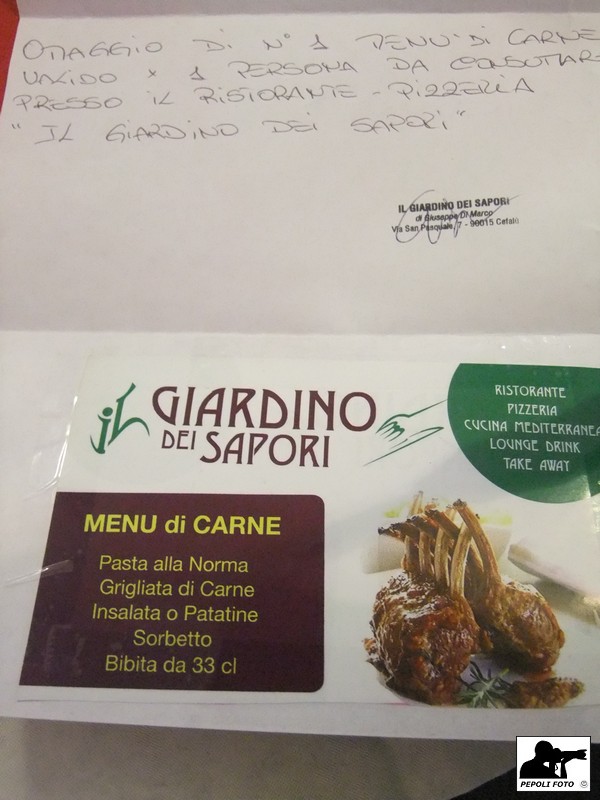 OMAGGIO DI N° 1 MENU' DI CARNE
VALIDO x 1 PERSONA DA CONSUMAR
PRESSO IL RISTORANTE - PIZZERIA
"IL GIARDINO DEI SAPORI"
IL GIARDINO DEI SAPORI
di Giuseppe Di Marco
Via San Pasquale, 7 - 90015 Cefalù
iL GIARDINO
DEI SAPORI
RISTORANTE
PIZZERIA
CUCINA MEDITERRANEA
LOUNGE DRINK
TAKE AWAY
MENU di CARNE
Pasta alla Norma
Grigliata di Carne
Insalata o Patatine
Sorbetto
Bibita da 33 cl
PEPOLI FOTO ©